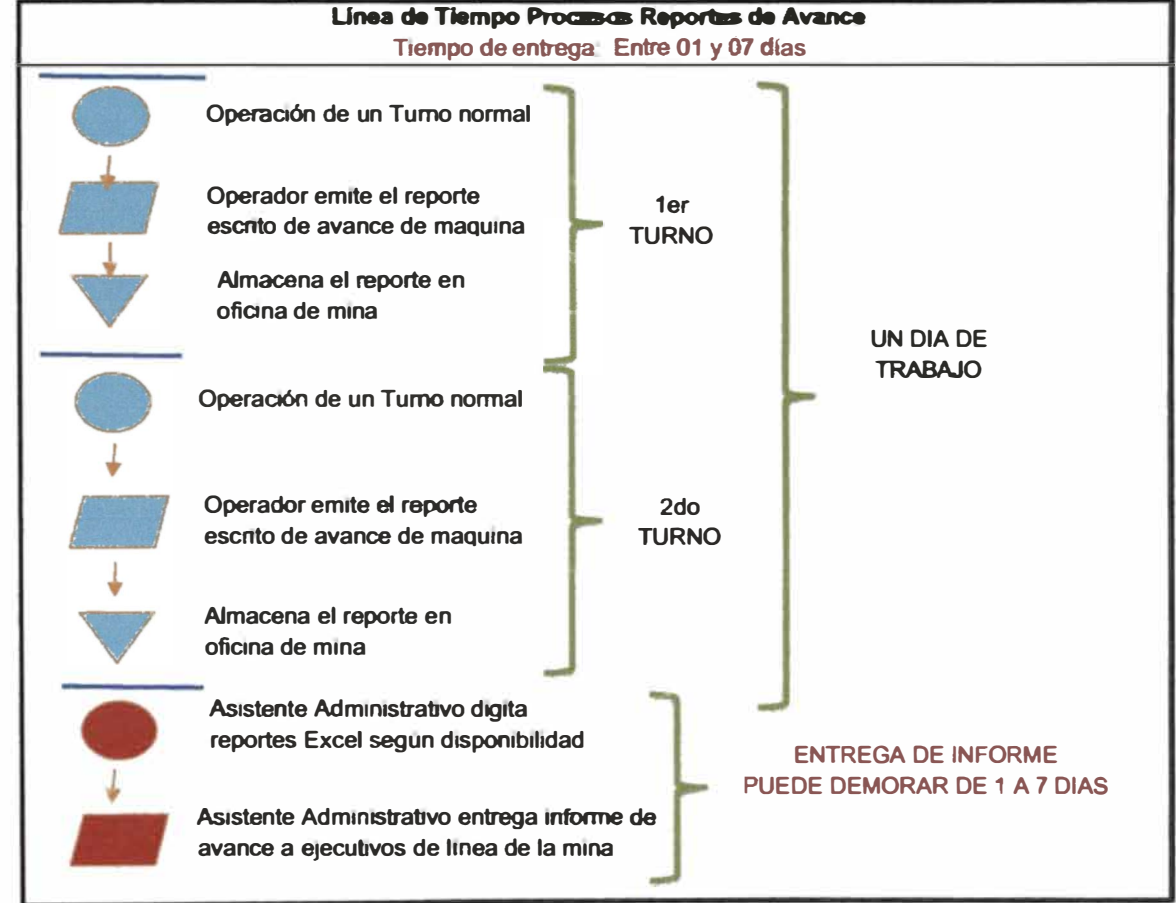 Línea de Tiempo Procesos Reportes de Avance
Tiempo de entrega: Entre 01 y 07 días
Operación de un Turno normal
Operador emite el reporte
escrito de avance de maquina
1er
TURNO
Almacena el reporte en
oficina de mina
UN DIA DE
TRABAJO
Operación de un Turno normal
Operador emite el reporte
escrito de avance de maquina
2do
TURNO
Almacena el reporte en
oficina de mina
Asistente Administrativo digita
reportes Excel según disponibilidad
ENTREGA DE INFORME
PUEDE DEMORAR DE 1 A 7 DIAS
Asistente Administrativo entrega informe de
avance a ejecutivos de línea de la mina